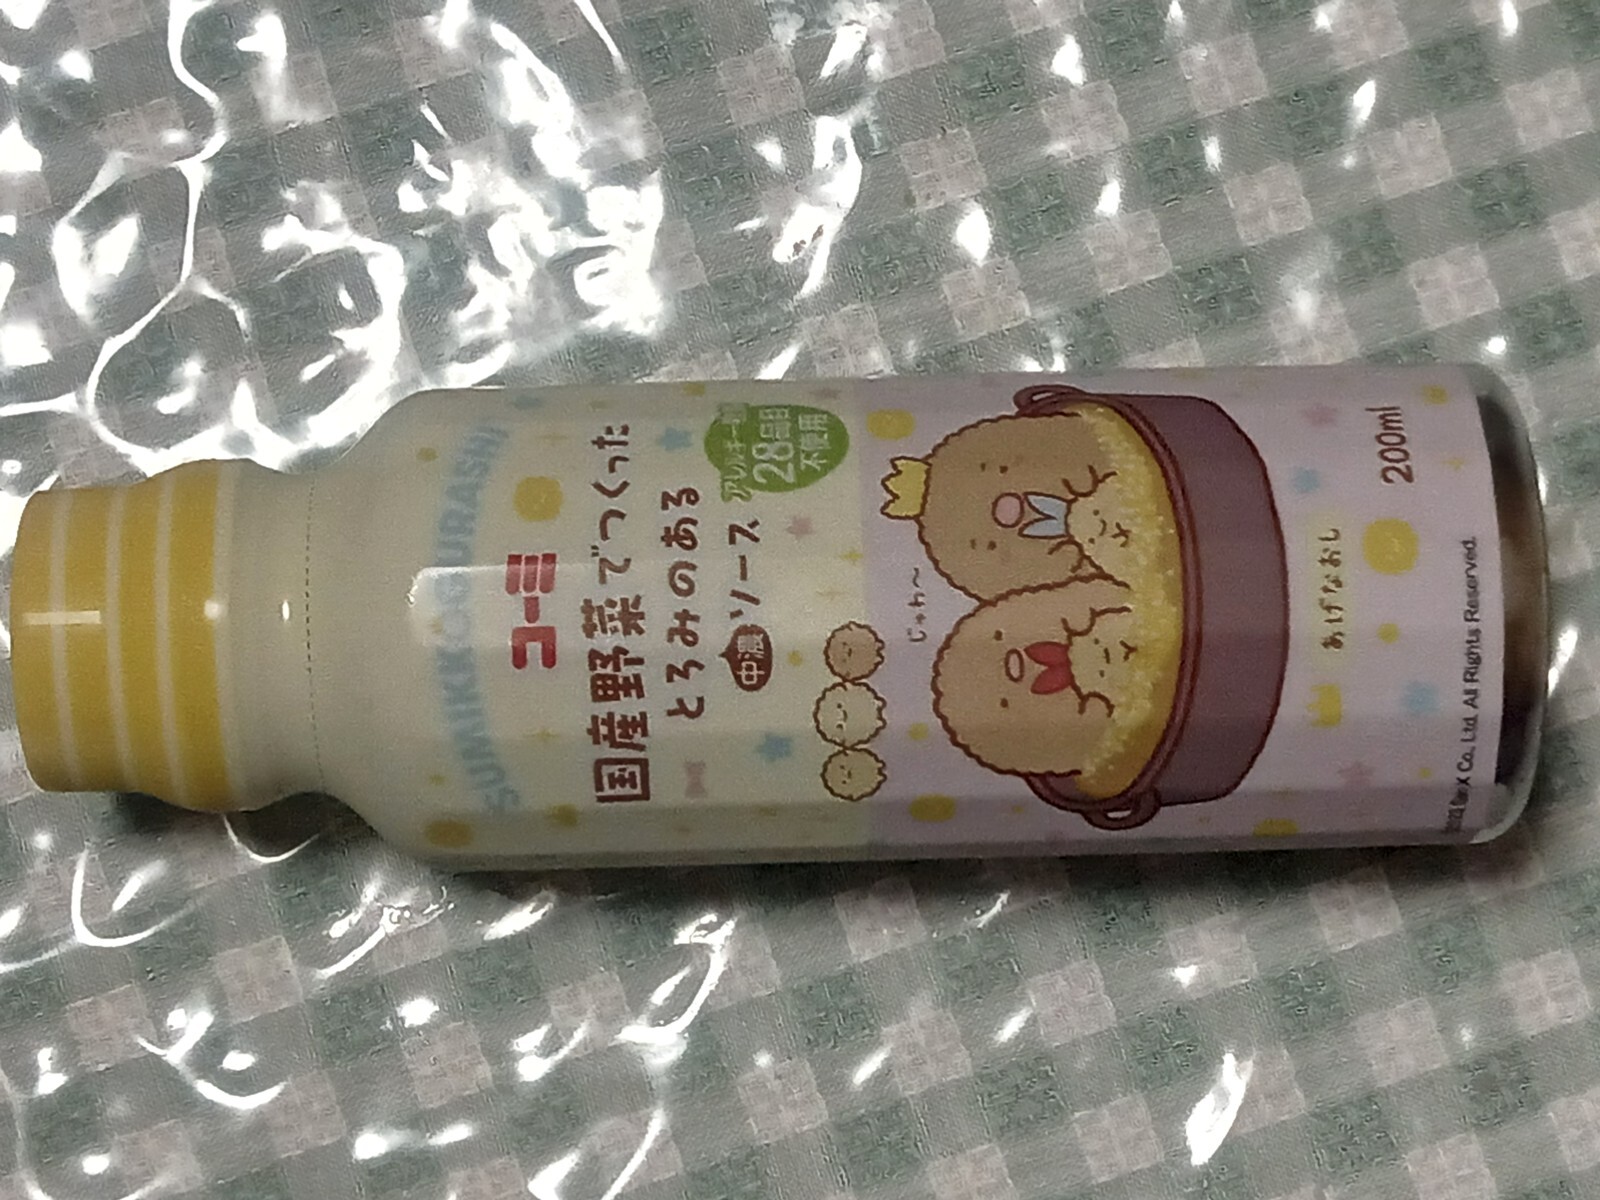 SUMIKKOGURASHI
コーミ
国産野菜でつくった
とろみのある
中濃ソース
アレルギー物質
28品目
不使用
じゅわ〜
あげなおし
200ml
San-X Co., Ltd. All Rights Reserved.